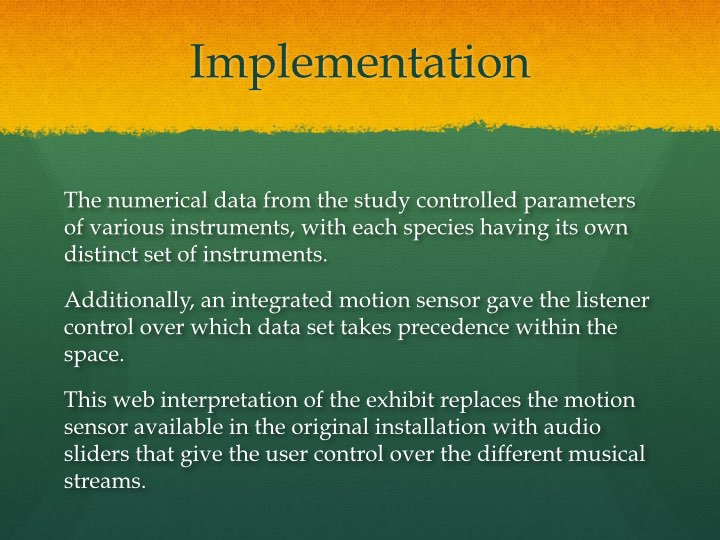 Implementation
The numerical data from the study controlled parameters
of various instruments, with each species having its own
distinct set of instruments.
Additionally, an integrated motion sensor gave the listener
control over which data set takes precedence within the
space.
This web interpretation of the exhibit replaces the motion
sensor available in the original installation with audio
sliders that give the user control over the different musical
streams.